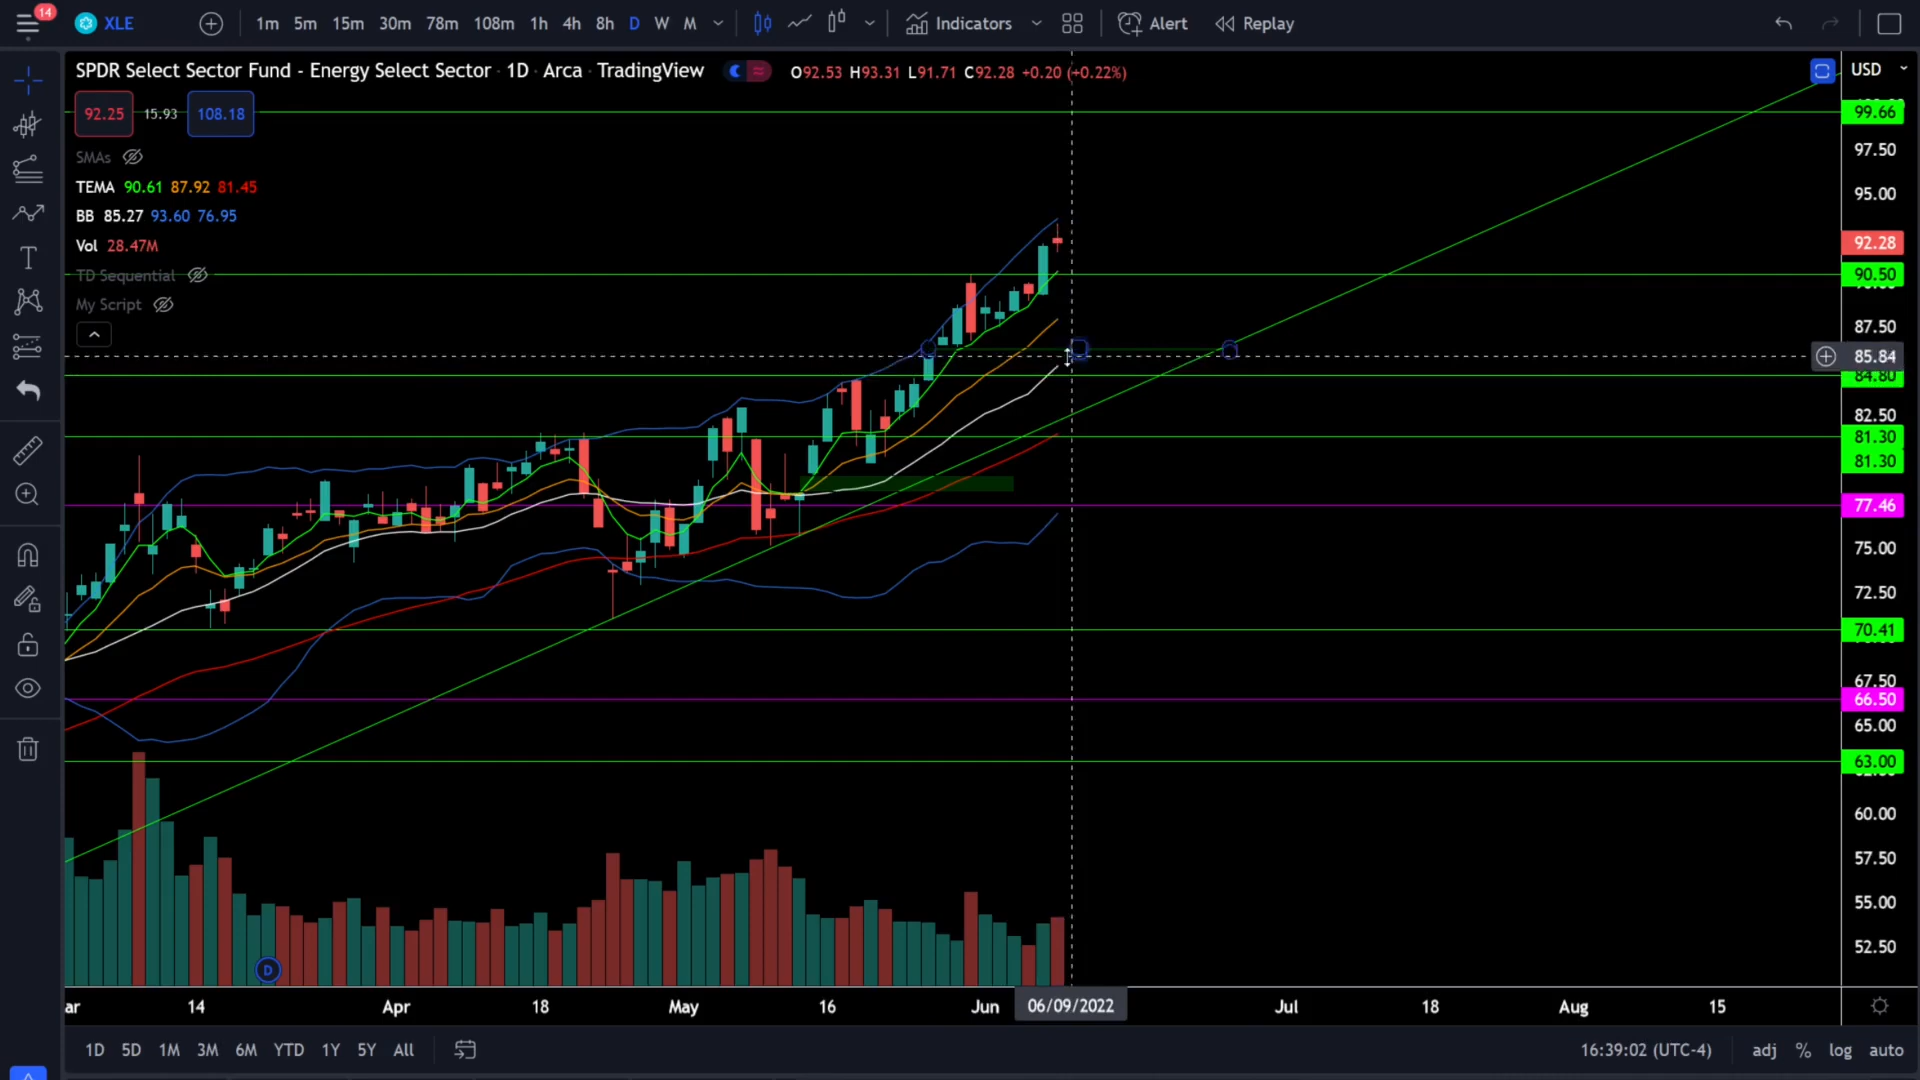 14
XLE
1m 5m 15m 30m 78m 108m 1h 4h 8h D W M
Indicators
Alert
Replay
SPDR Select Sector Fund - Energy Select Sector · 1D · Arca · TradingView
O92.53 H93.31 L91.71 C92.28 +0.20 (+0.22%)
USD
92.25 15.93 108.18
99.66
SMAs
97.50
TEMA 90.61 87.92 81.45
95.00
BB 85.27 93.60 76.95
Vol 28.47M
92.28
TD Sequential
90.50
My Script
87.50
85.84
84.80
82.50
81.30
81.30
77.46
75.00
72.50
70.41
67.50
66.50
65.00
63.00
60.00
57.50
55.00
52.50
D
ar 14 Apr 18 May 16 Jun 06/09/2022 Jul 18 Aug 15
1D 5D 1M 3M 6M YTD 1Y 5Y All
16:39:02 (UTC-4) adj % log auto